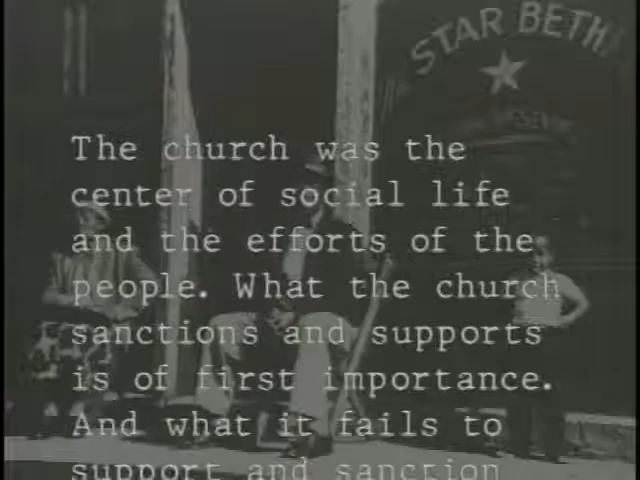 STAR BETH
The church was the
center of social life
and the efforts of the
people. What the church
sanctions and supports
is of first importance.
And what it fails to
support and sanction